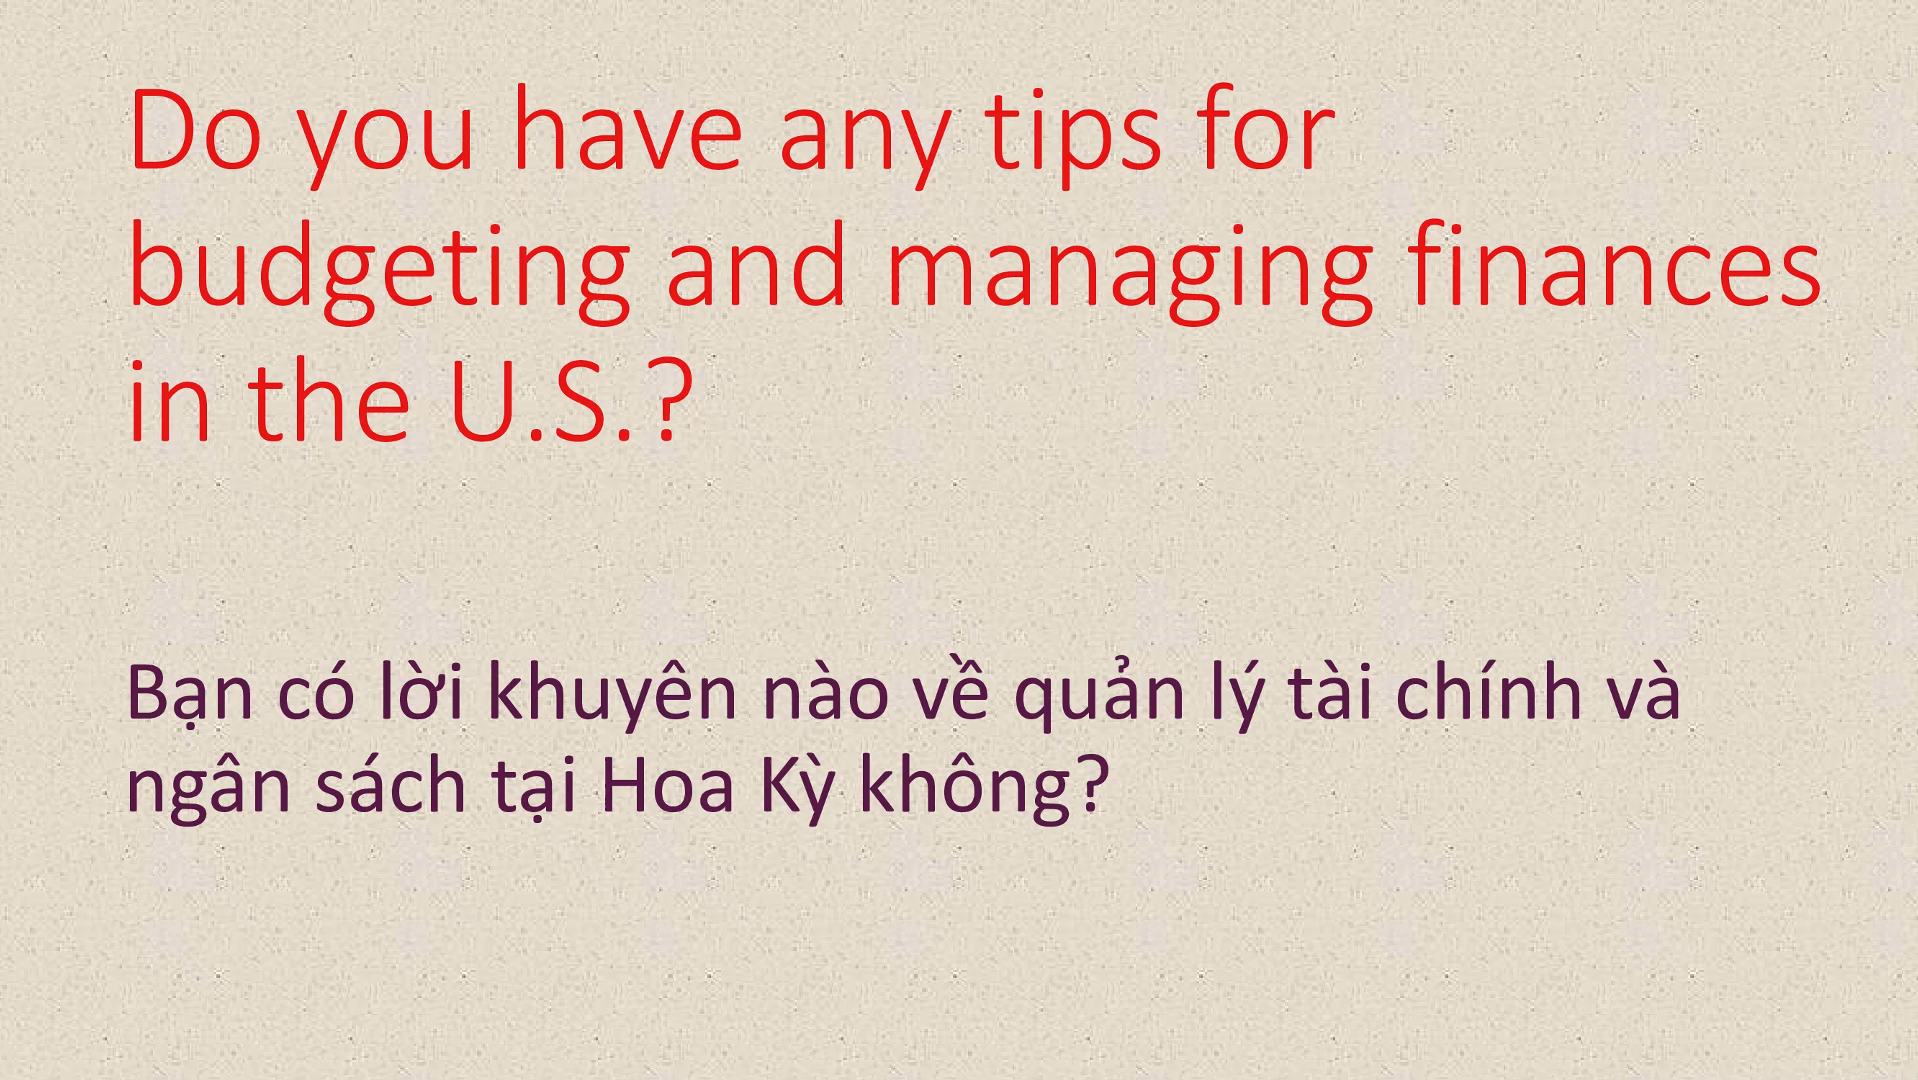 Do you have any tips for
budgeting and managing finances
in the U.S.?
Bạn có lời khuyên nào về quản lý tài chính và
ngân sách tại Hoa Kỳ không?